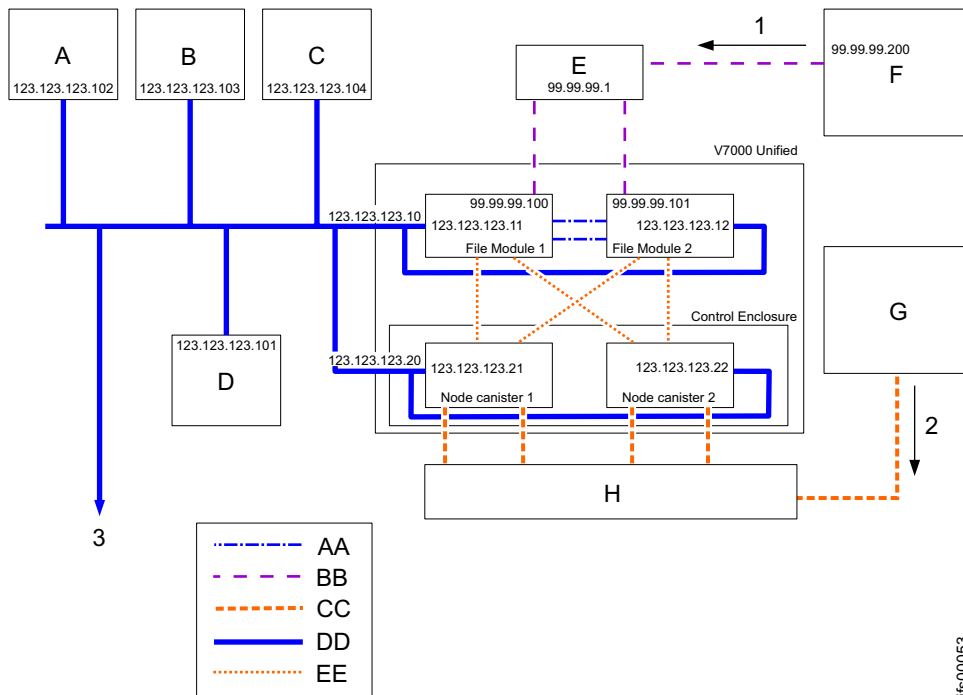 A
123.123.123.102
B
123.123.123.103
C
123.123.123.104
E
99.99.99.1
1
99.99.99.200
F
V7000 Unified
99.99.99.100
123.123.123.11
File Module 1
99.99.99.101
123.123.123.12
File Module 2
123.123.123.10
123.123.123.101
D
G
Control Enclosure
123.123.123.20
123.123.123.21
Node canister 1
123.123.123.22
Node canister 2
2
H
3
AA
BB
CC
DD
EE